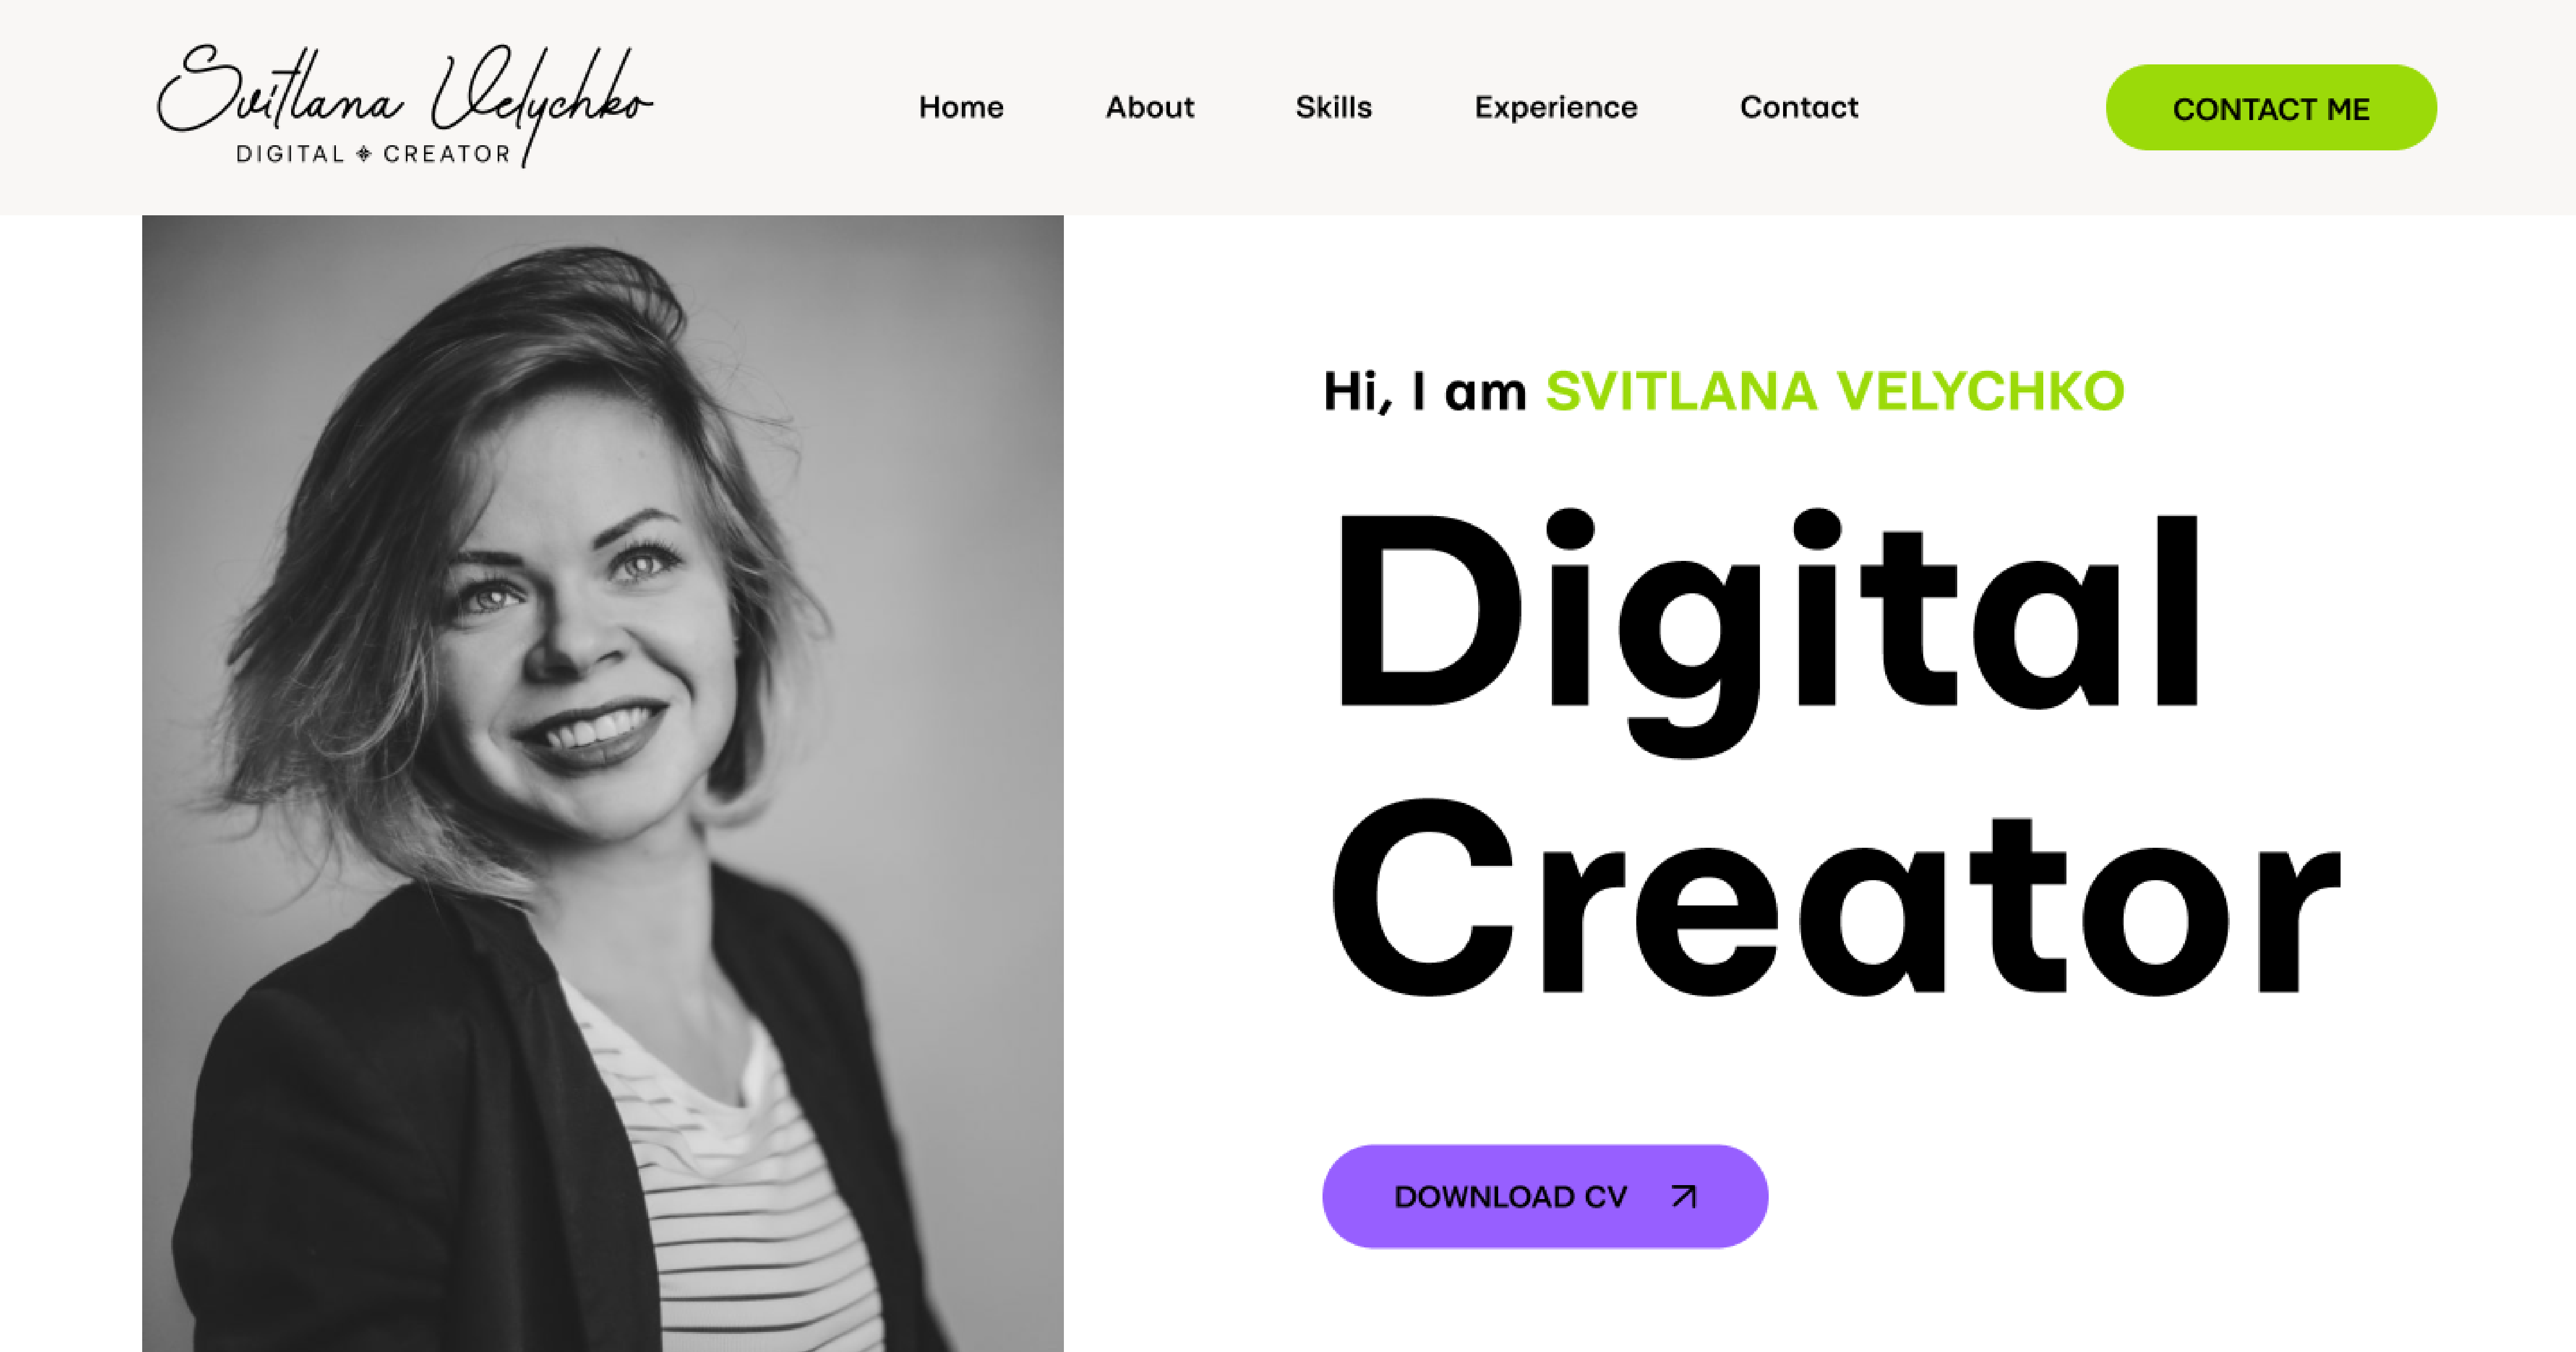 Svitlana Velychko
DIGITAL CREATOR
Home
About
Skills
Experience
Contact
CONTACT ME
Hi, I am SVITLANA VELYCHKO
Digital
Creator
DOWNLOAD CV